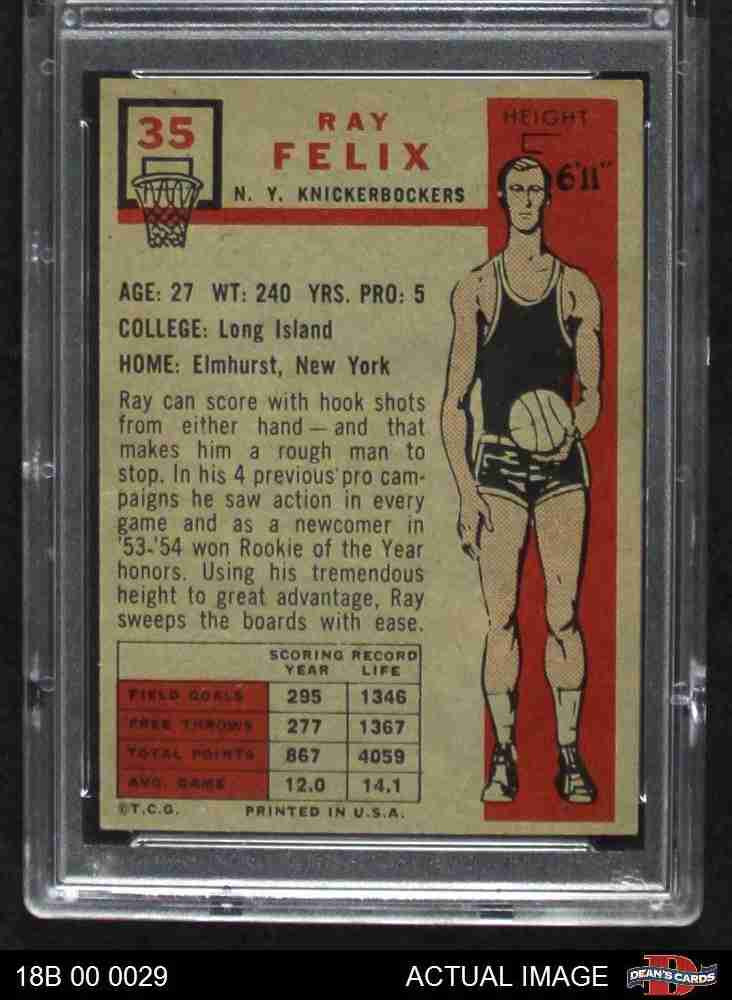 35
RAY
FELIX
N. Y. KNICKERBOCKERS
HEIGHT
6'11"
AGE: 27 WT: 240 YRS. PRO: 5
COLLEGE: Long Island
HOME: Elmhurst, New York
Ray can score with hook shots
from either hand — and that
makes him a rough man to
stop. In his 4 previous pro cam-
paigns he saw action in every
game and as a newcomer in
'53-'54 won Rookie of the Year
honors. Using his tremendous
height to great advantage, Ray
sweeps the boards with ease.
SCORING RECORD
YEAR LIFE
FIELD GOALS 295 1346
FREE THROWS 277 1367
TOTAL POINTS 867 4059
AVG. GAME 12.0 14.1
©T.C.G. PRINTED IN U.S.A.
18B 00 0029 ACTUAL IMAGE DEAN'S CARDS